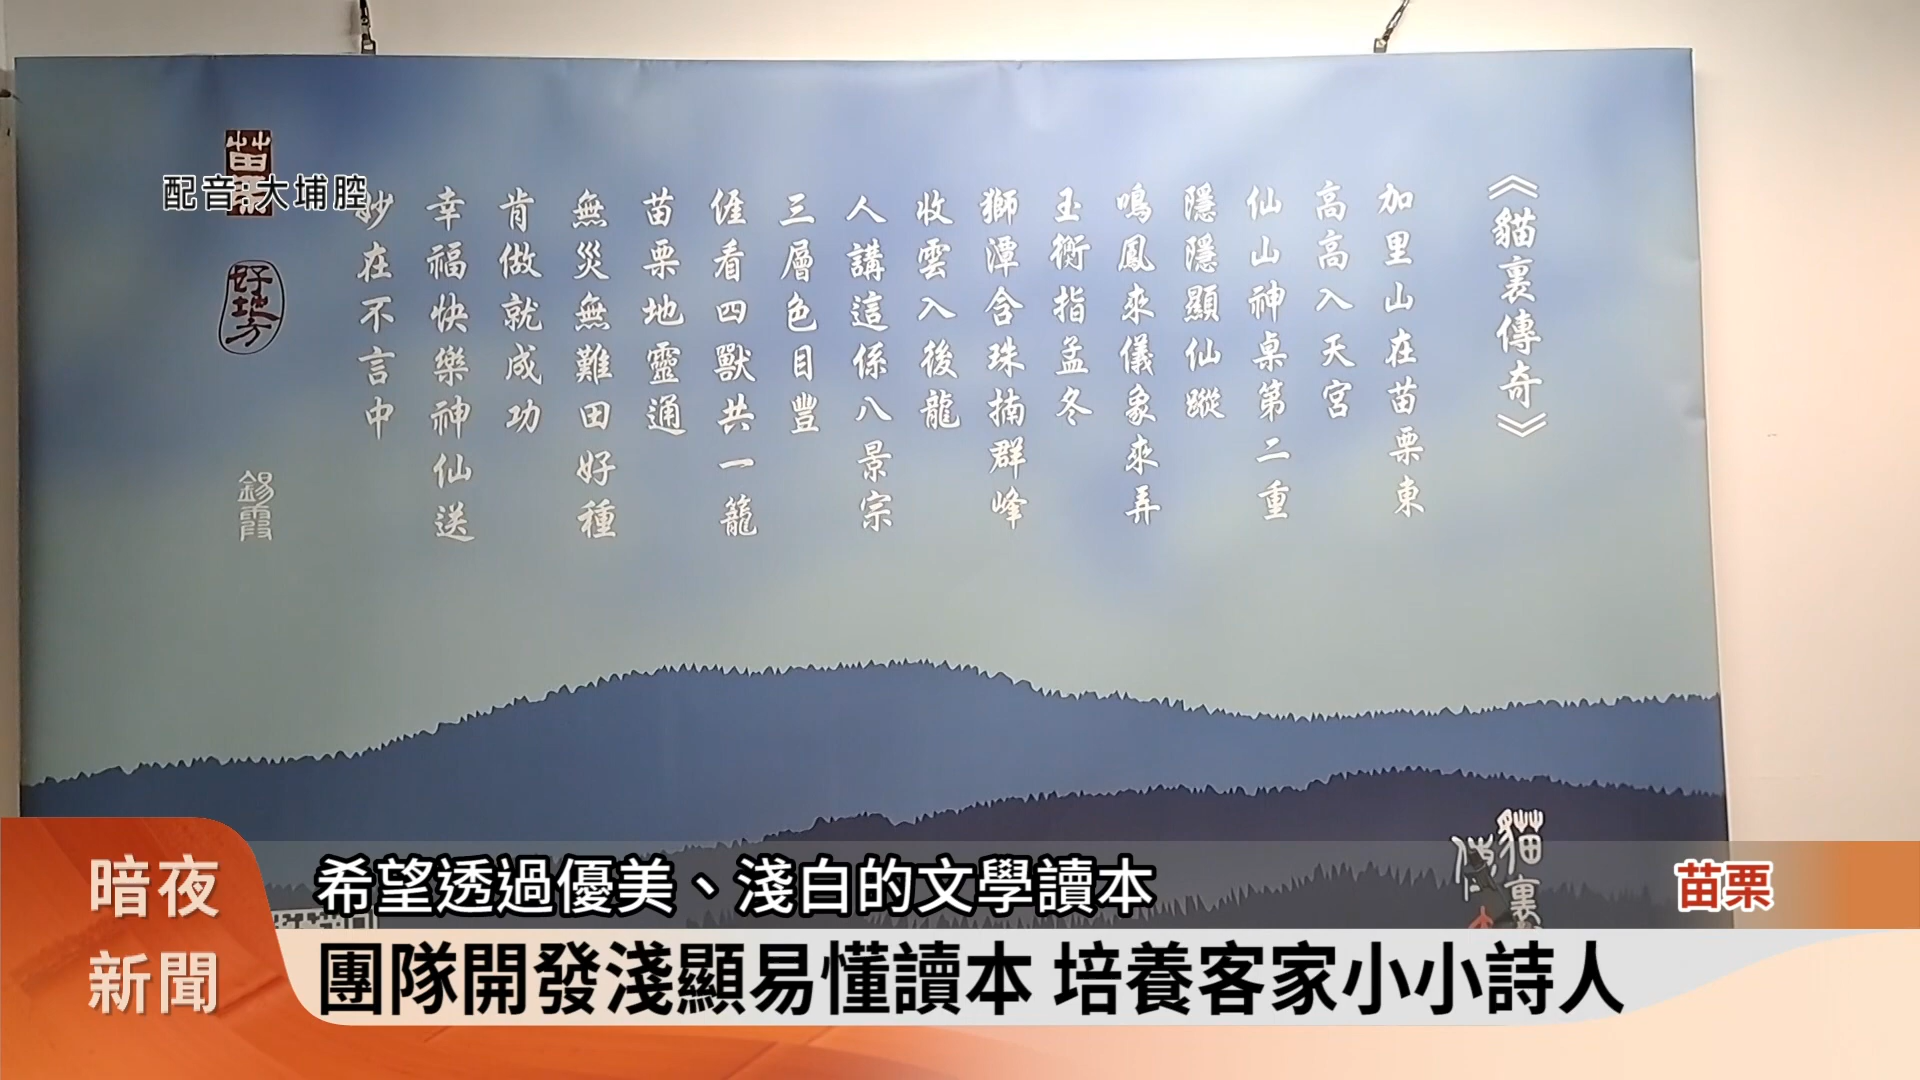 《貓裏傳奇》
加里山在苗栗東
高高入天宮
仙山神桌第二重
隱隱顯仙蹤
鳴鳳來儀象來弄
玉衡指孟冬
獅潭含珠擒群峰
收雲入後龍
人講這係八景宗
三層色目豐
𠊎看四獸共一籠
苗栗地靈通
無災無難田好種
肯做就成功
幸福快樂神仙送
妙在不言中
苗栗
好地方
錫霞
配音:大埔腔
貓裏
暗夜
新聞
希望透過優美、淺白的文學讀本
苗栗
團隊開發淺顯易懂讀本 培養客家小小詩人